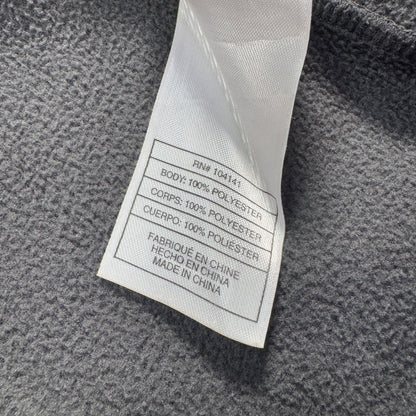 RN# 104141
BODY: 100% POLYESTER
CORPS: 100% POLYESTER
CUERPO: 100% POLIÉSTER
FABRIQUÉ EN CHINE
HECHO EN CHINA
MADE IN CHINA